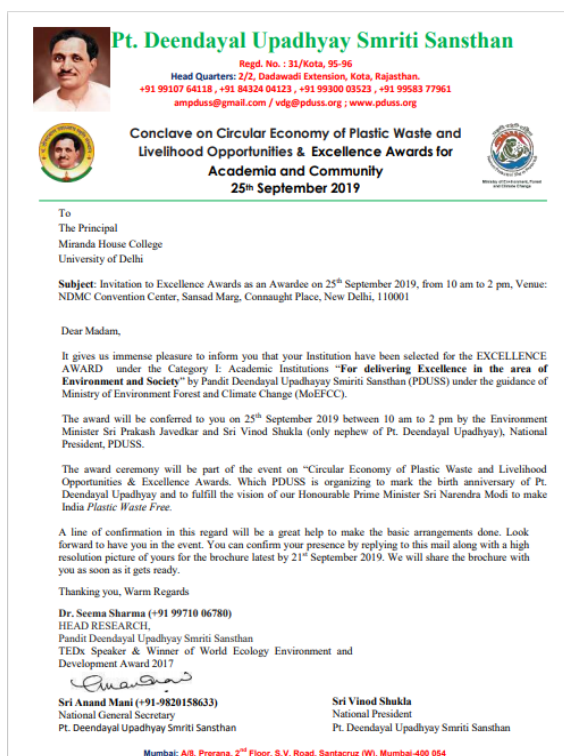 Pt. Deendayal Upadhyay Smriti Sansthan
Regd. No. : 31/Kota, 95-96
Head Quarters: 2/2, Dadawadi Extension, Kota, Rajasthan.
+91 99107 64118 , +91 84324 04123 , +91 99300 03523 , +91 99583 77961
ampduss@gmail.com / vdg@pduss.org ; www.pduss.org
Conclave on Circular Economy of Plastic Waste and
Livelihood Opportunities & Excellence Awards for
Academia and Community
25th September 2019
Ministry of Environment, Forest
and Climate Change
To
The Principal
Miranda House College
University of Delhi
Subject: Invitation to Excellence Awards as an Awardee on 25th September 2019, from 10 am to 2 pm, Venue:
NDMC Convention Center, Sansad Marg, Connaught Place, New Delhi, 110001
Dear Madam,
It gives us immense pleasure to inform you that your Institution have been selected for the EXCELLENCE
AWARD under the Category I: Academic Institutions “For delivering Excellence in the area of
Environment and Society” by Pandit Deendayal Upadhayay Smiriti Sansthan (PDUSS) under the guidance of
Ministry of Environment Forest and Climate Change (MoEFCC).
The award will be conferred to you on 25th September 2019 between 10 am to 2 pm by the Environment
Minister Sri Prakash Javedkar and Sri Vinod Shukla (only nephew of Pt. Deendayal Upadhyay), National
President, PDUSS.
The award ceremony will be part of the event on “Circular Economy of Plastic Waste and Livelihood
Opportunities & Excellence Awards. Which PDUSS is organizing to mark the birth anniversary of Pt.
Deendayal Upadhyay and to fulfill the vision of our Honourable Prime Minister Sri Narendra Modi to make
India Plastic Waste Free.
A line of confirmation in this regard will be a great help to make the basic arrangements done. Look
forward to have you in the event. You can confirm your presence by replying to this mail along with a high
resolution picture of yours for the brochure latest by 21st September 2019. We will share the brochure with
you as soon as it gets ready.
Thanking you, Warm Regards
Dr. Seema Sharma (+91 99710 06780)
HEAD RESEARCH,
Pandit Deendayal Upadhyay Smriti Sansthan
TEDx Speaker & Winner of World Ecology Environment and
Development Award 2017
Sri Anand Mani (+91-9820158633)
National General Secretary
Pt. Deendayal Upadhyay Smriti Sansthan
Sri Vinod Shukla
National President
Pt. Deendayal Upadhyay Smriti Sansthan
Mumbai: A/8, Prerana, 2nd Floor, S.V. Road, Santacruz (W), Mumbai-400 054